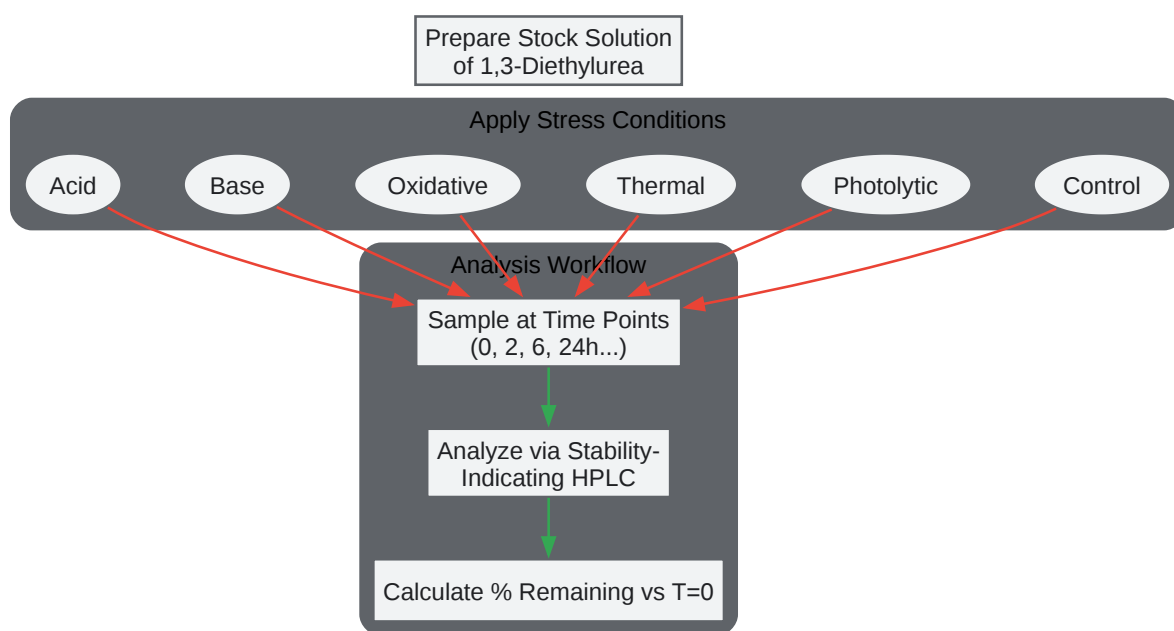 Prepare Stock Solution
of 1,3-Diethylurea
Apply Stress Conditions
Acid
Base
Oxidative
Thermal
Photolytic
Control
Analysis Workflow
Sample at Time Points
(0, 2, 6, 24h...)
Analyze via Stability-
Indicating HPLC
Calculate % Remaining vs T=0